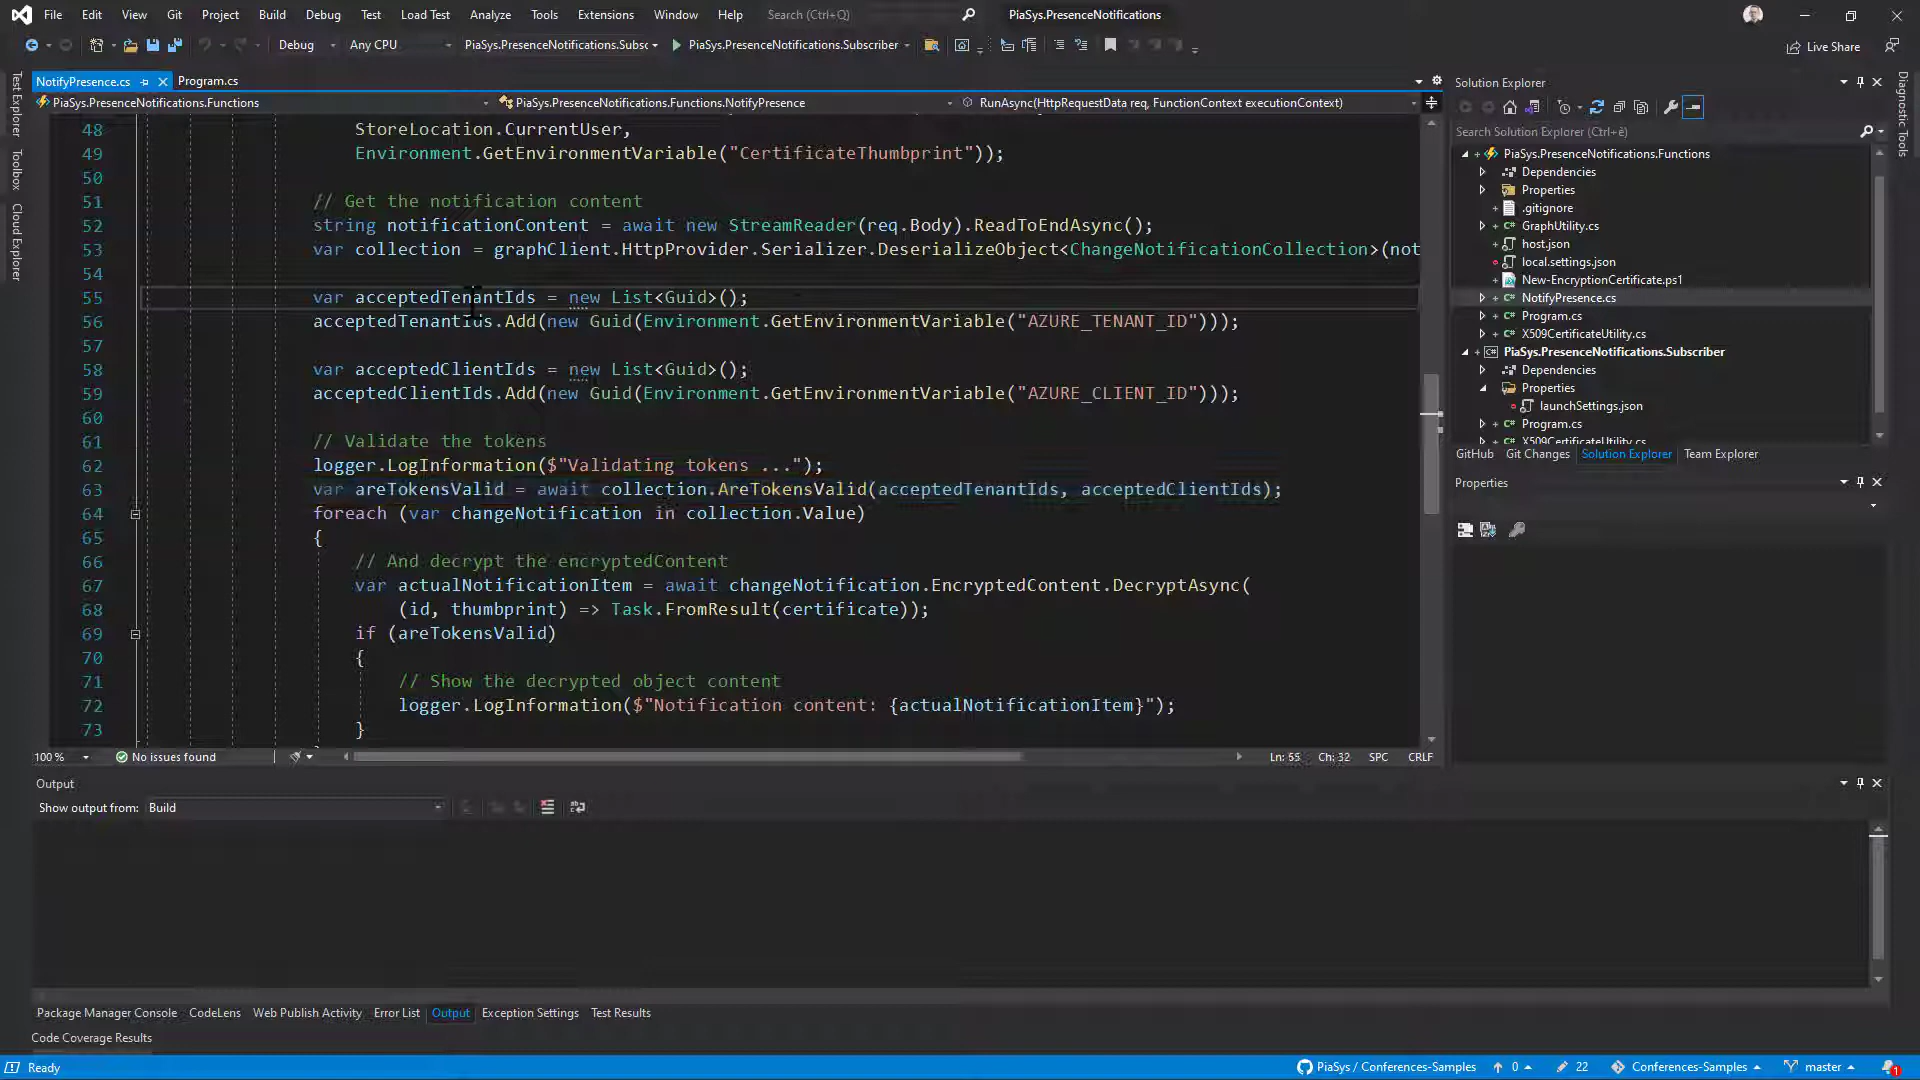 File Edit View Git Project Build Debug Test Load Test Analyze Tools Extensions Window Help Search (Ctrl+Q) PiaSys.PresenceNotifications
Debug Any CPU PiaSys.PresenceNotifications.Subsc PiaSys.PresenceNotifications.Subscriber Live Share
NotifyPresence.cs Program.cs
PiaSys.PresenceNotifications.Functions PiaSys.PresenceNotifications.Functions.NotifyPresence RunAsync(HttpRequestData req, FunctionContext executionContext)
Test Explorer
Toolbox
Cloud Explorer
48 StoreLocation.CurrentUser,
49 Environment.GetEnvironmentVariable("CertificateThumbprint"));
50
51 // Get the notification content
52 string notificationContent = await new StreamReader(req.Body).ReadToEndAsync();
53 var collection = graphClient.HttpProvider.Serializer.DeserializeObject<ChangeNotificationCollection>(not
54
55 var acceptedTenantIds = new List<Guid>();
56 acceptedTenantIds.Add(new Guid(Environment.GetEnvironmentVariable("AZURE_TENANT_ID")));
57
58 var acceptedClientIds = new List<Guid>();
59 acceptedClientIds.Add(new Guid(Environment.GetEnvironmentVariable("AZURE_CLIENT_ID")));
60
61 // Validate the tokens
62 logger.LogInformation($"Validating tokens ...");
63 var areTokensValid = await collection.AreTokensValid(acceptedTenantIds, acceptedClientIds);
64 foreach (var changeNotification in collection.Value)
65 {
66 // And decrypt the encryptedContent
67 var actualNotificationItem = await changeNotification.EncryptedContent.DecryptAsync(
68 (id, thumbprint) => Task.FromResult(certificate));
69 if (areTokensValid)
70 {
71 // Show the decrypted object content
72 logger.LogInformation($"Notification content: {actualNotificationItem}");
73 }
100 % No issues found Ln: 55 Ch: 32 SPC CRLF
Solution Explorer
Search Solution Explorer (Ctrl+è)
PiaSys.PresenceNotifications.Functions
Dependencies
Properties
.gitignore
GraphUtility.cs
host.json
local.settings.json
New-EncryptionCertificate.ps1
NotifyPresence.cs
Program.cs
X509CertificateUtility.cs
PiaSys.PresenceNotifications.Subscriber
Dependencies
Properties
launchSettings.json
Program.cs
X509CertificateUtility.cs
GitHub Git Changes Solution Explorer Team Explorer
Properties
Diagnostic Tools
Output
Show output from: Build
Package Manager Console CodeLens Web Publish Activity Error List Output Exception Settings Test Results
Code Coverage Results
Ready PiaSys / Conferences-Samples 0 22 Conferences-Samples master 1